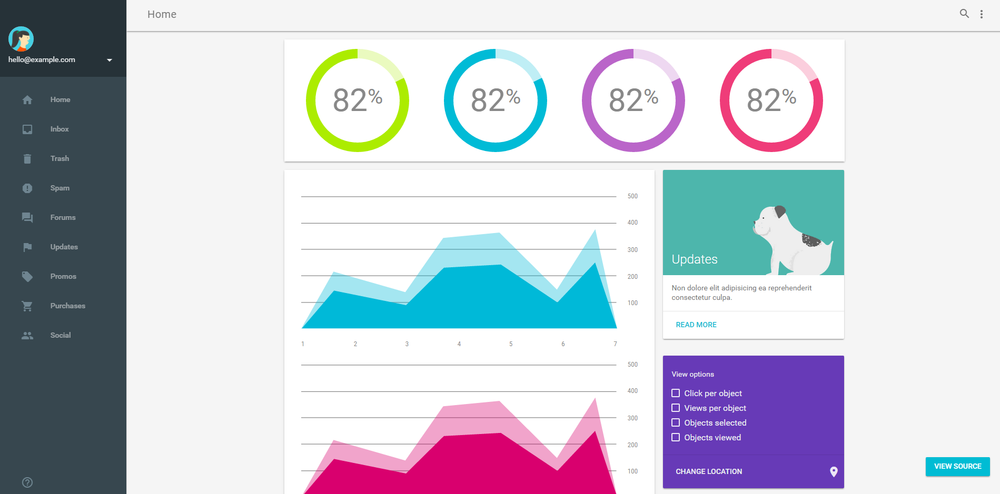 Home
hello@example.com
Home
Inbox
Trash
Spam
Forums
Updates
Promos
Purchases
Social
82%
82%
82%
82%
500
400
300
200
100
1 2 3 4 5 6 7
500
400
300
200
100
Updates
Non dolore elit adipisicing ea reprehenderit
consectetur culpa.
READ MORE
View options
Click per object
Views per object
Objects selected
Objects viewed
CHANGE LOCATION
VIEW SOURCE